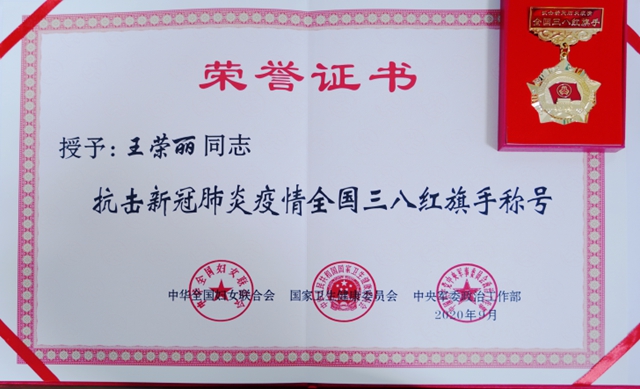 荣誉证书
全国三八红旗手
授予：王荣丽同志
抗击新冠肺炎疫情全国三八红旗手称号
中华全国妇女联合会 国家卫生健康委员会 中央军委政治工作部
2020年9月